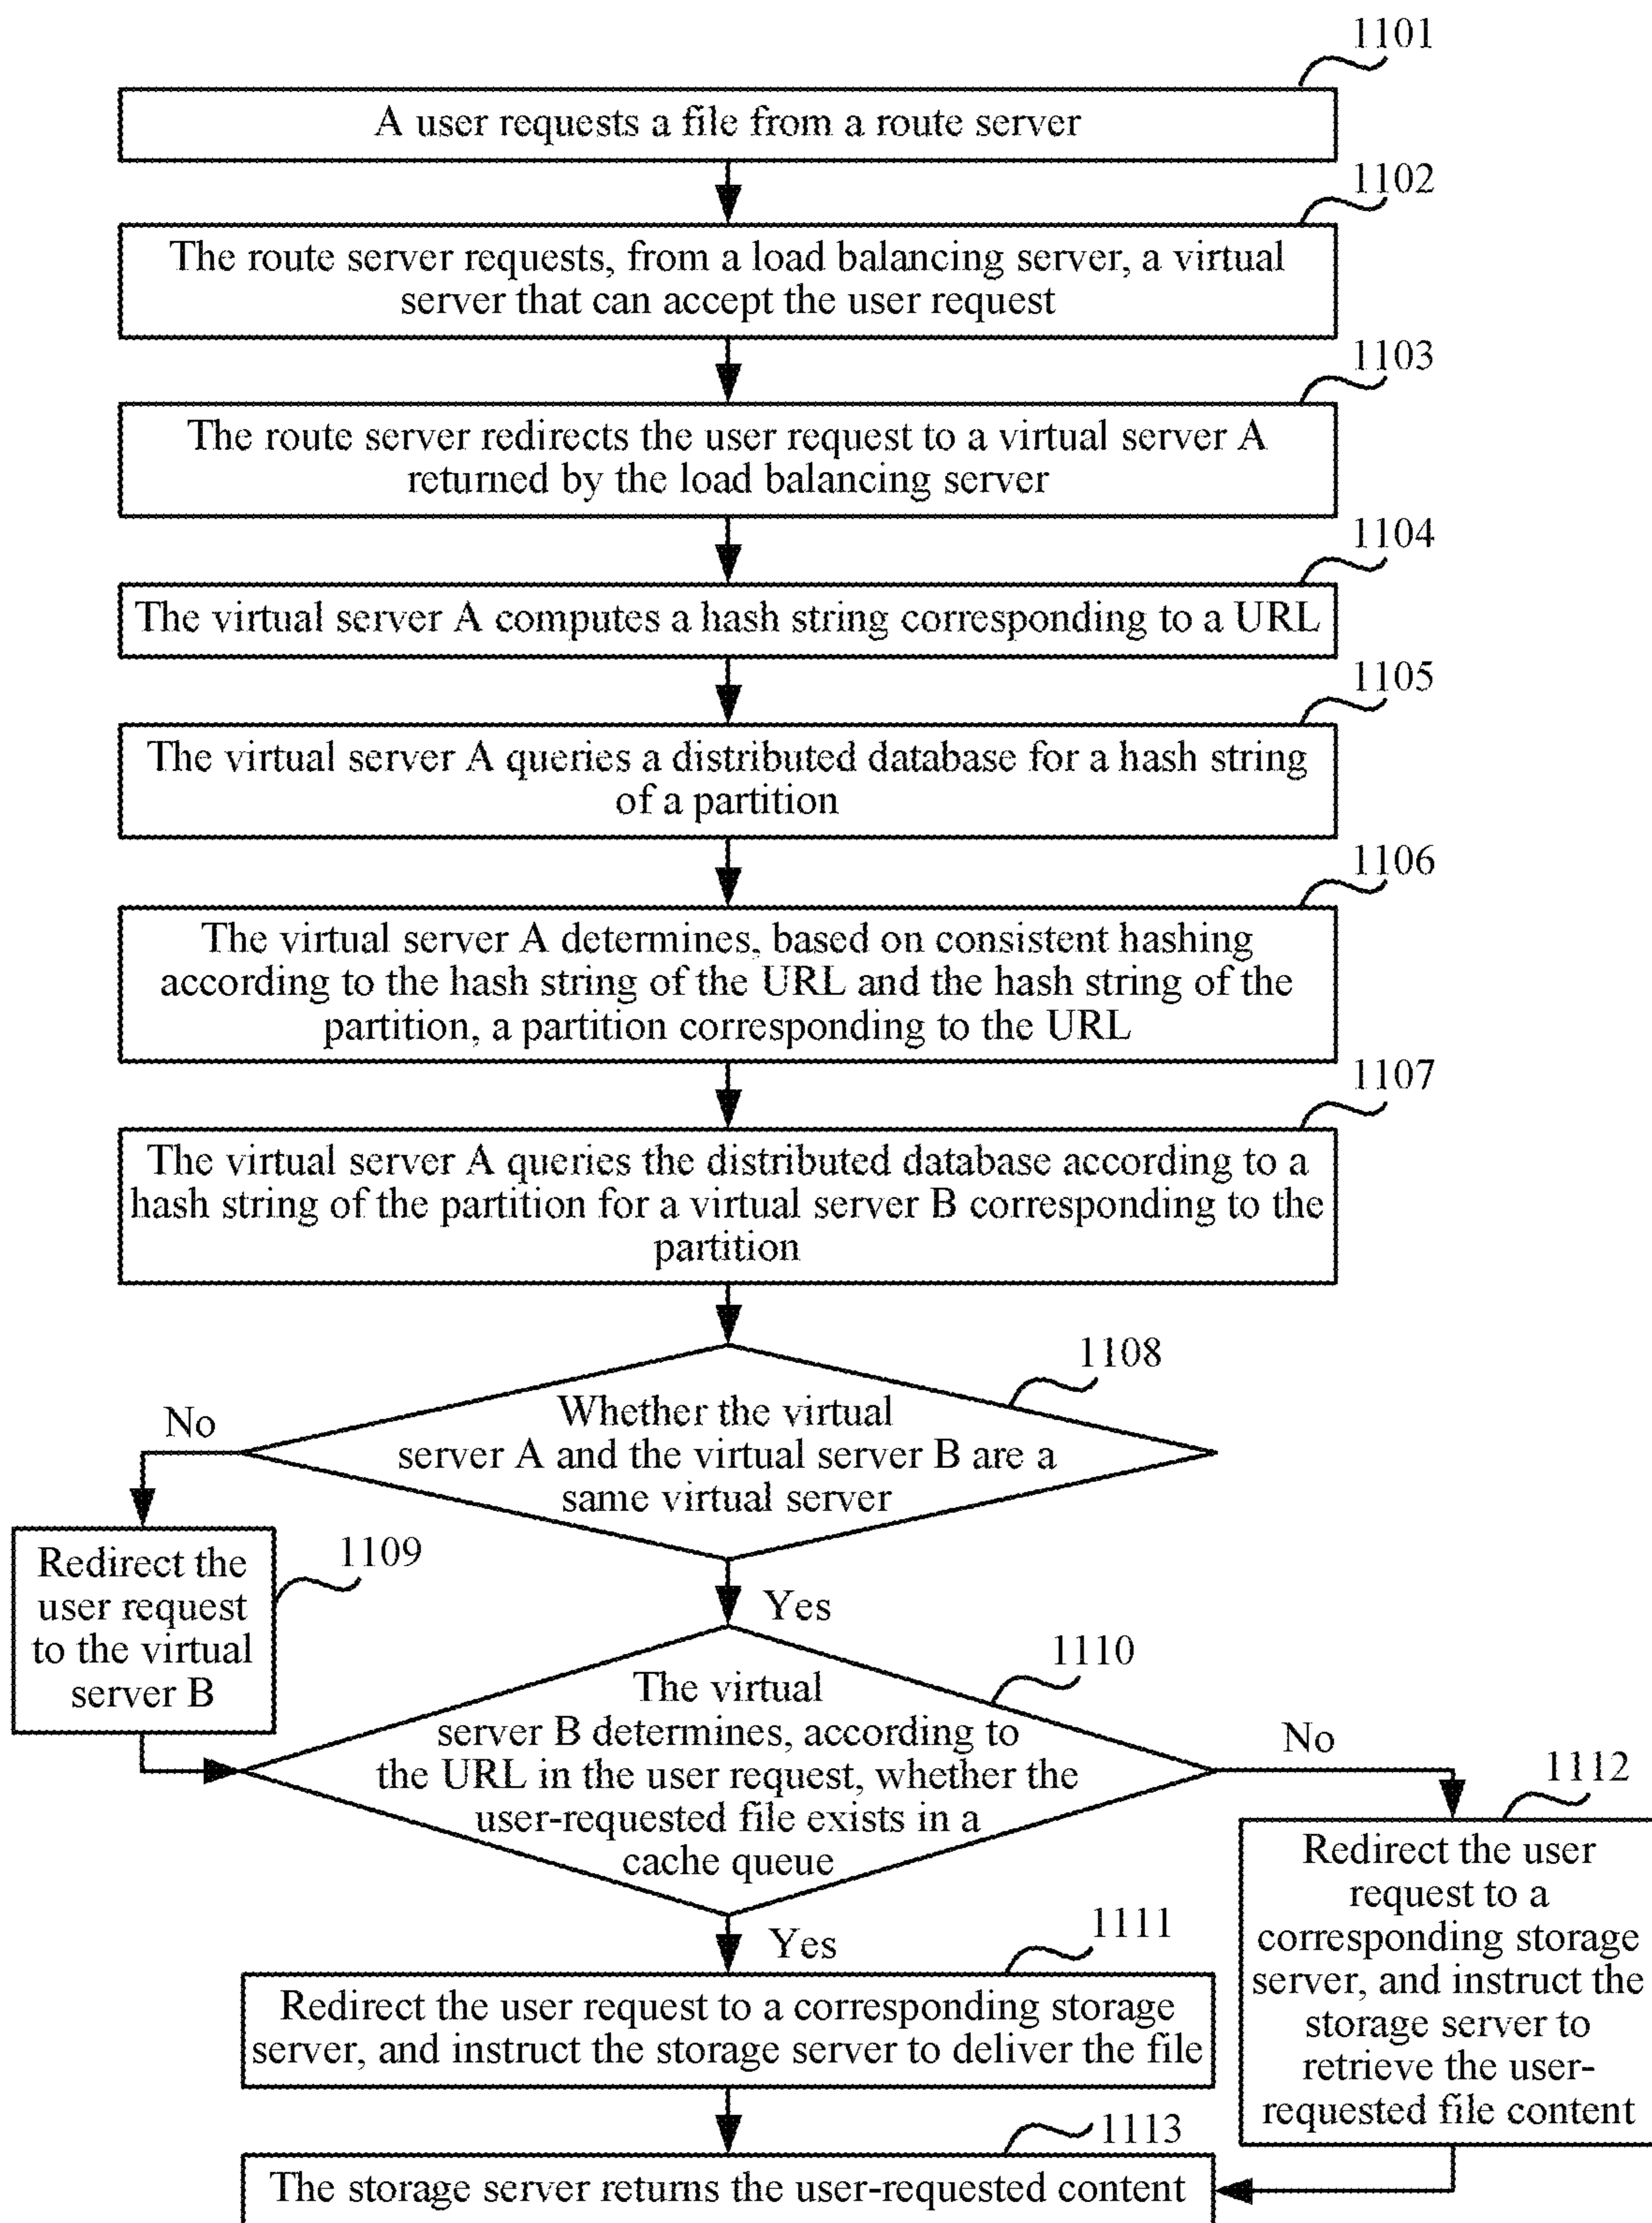 1101
A user requests a file from a route server
1102
The route server requests, from a load balancing server, a virtual
server that can accept the user request
1103
The route server redirects the user request to a virtual server A
returned by the load balancing server
1104
The virtual server A computes a hash string corresponding to a URL
1105
The virtual server A queries a distributed database for a hash string
of a partition
1106
The virtual server A determines, based on consistent hashing
according to the hash string of the URL and the hash string of the
partition, a partition corresponding to the URL
1107
The virtual server A queries the distributed database according to a
hash string of the partition for a virtual server B corresponding to the
partition
1108
Whether the virtual
server A and the virtual server B are a
same virtual server
No
Yes
1109
Redirect the
user request
to the virtual
server B
1110
The virtual
server B determines, according to
the URL in the user request, whether the
user-requested file exists in a
cache queue
No
Yes
1111
Redirect the user request to a corresponding storage
server, and instruct the storage server to deliver the file
1112
Redirect the user
request to a
corresponding storage
server, and instruct the
storage server to
retrieve the user-
requested file content
1113
The storage server returns the user-requested content